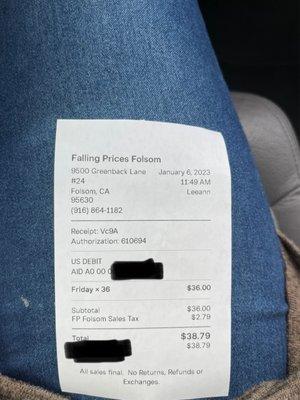 Falling Prices Folsom
9500 Greenback Lane January 6, 2023
#24 11:49 AM
Folsom, CA Leeann
95630
(916) 864-1182
Receipt: Vc9A
Authorization: 610694
US DEBIT
AID A0 00 0
Friday × 36 $36.00
Subtotal $36.00
FP Folsom Sales Tax $2.79
Total $38.79
$38.79
All sales final. No Returns, Refunds or
Exchanges.